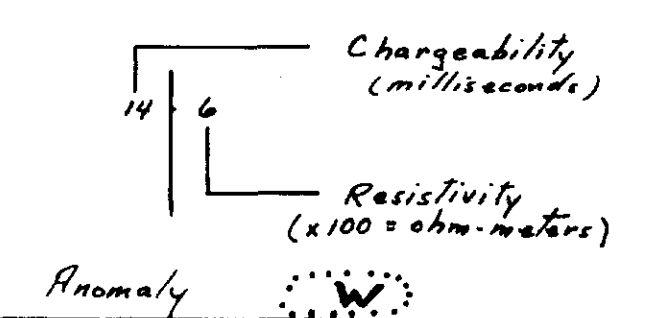 Chargeability
(milliseconds)
14 6
Resistivity
(x100 = ohm-meters)
Anomaly W